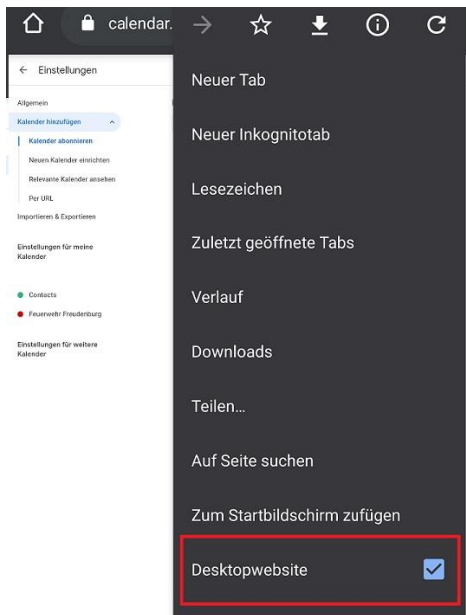 calendar.
Einstellungen
Allgemein
Kalender hinzufügen
Kalender abonnieren
Neuen Kalender einrichten
Relevante Kalender ansehen
Per URL
Importieren & Exportieren
Einstellungen für meine
Kalender
Contacts
Feuerwehr Freudenburg
Einstellungen für weitere
Kalender
Neuer Tab
Neuer Inkognitotab
Lesezeichen
Zuletzt geöffnete Tabs
Verlauf
Downloads
Teilen...
Auf Seite suchen
Zum Startbildschirm zufügen
Desktopwebsite